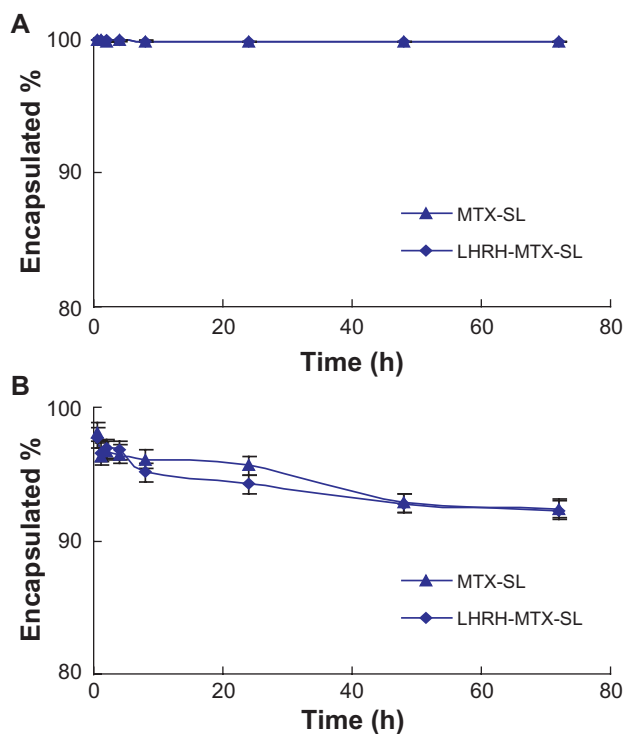 A
Encapsulated %
100
90
80
MTX-SL
LHRH-MTX-SL
0 20 40 60 80
Time (h)
B
Encapsulated %
100
90
80
MTX-SL
LHRH-MTX-SL
0 20 40 60 80
Time (h)